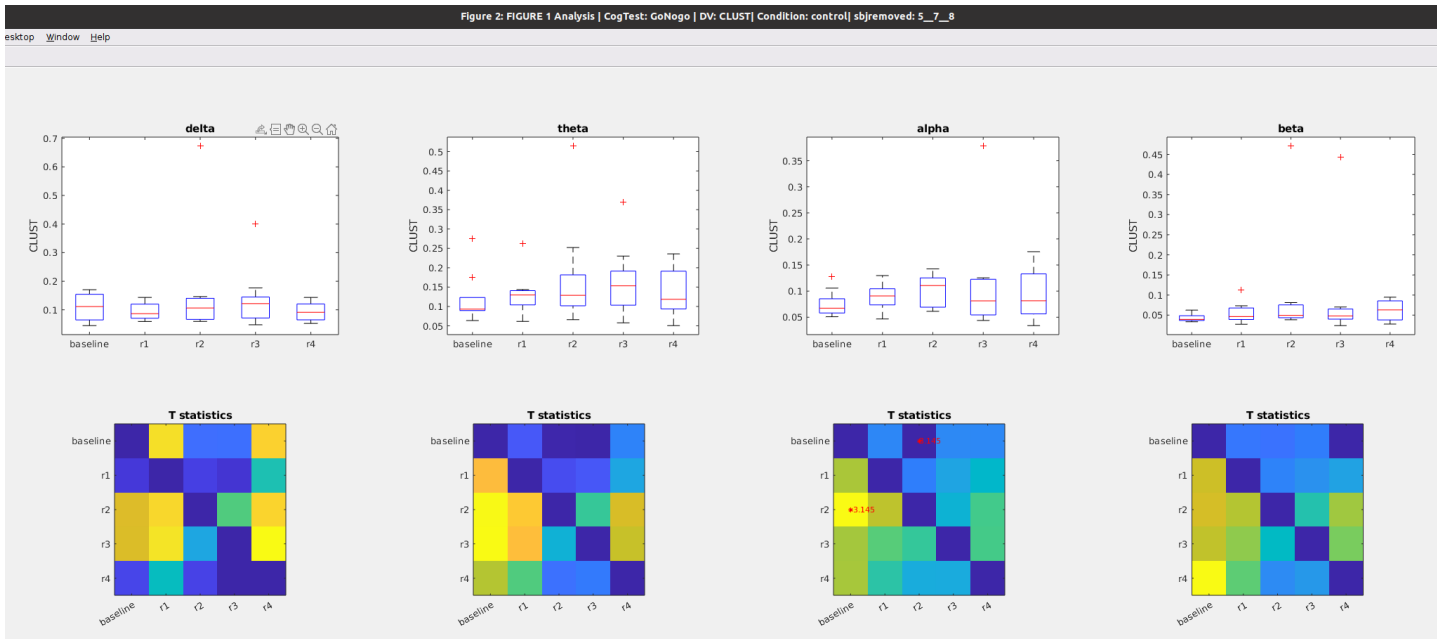 Figure 2: FIGURE 1 Analysis | CogTest: GoNogo | DV: CLUST| Condition: control| sbjremoved: 5__7__8
esktop Window Help
delta
0.7
0.6
0.5
0.4
0.3
0.2
0.1
CLUST
baseline r1 r2 r3 r4
theta
0.5
0.45
0.4
0.35
0.3
0.25
0.2
0.15
0.1
0.05
CLUST
baseline r1 r2 r3 r4
alpha
0.35
0.3
0.25
0.2
0.15
0.1
0.05
CLUST
baseline r1 r2 r3 r4
beta
0.45
0.4
0.35
0.3
0.25
0.2
0.15
0.1
0.05
CLUST
baseline r1 r2 r3 r4
T statistics
baseline
r1
r2
r3
r4
baseline r1 r2 r3 r4
T statistics
baseline
r1
r2
r3
r4
baseline r1 r2 r3 r4
T statistics
baseline
r1
r2 *3.145
r3
r4
baseline r1 r2 r3 r4
T statistics
baseline
r1
r2
r3
r4
baseline r1 r2 r3 r4